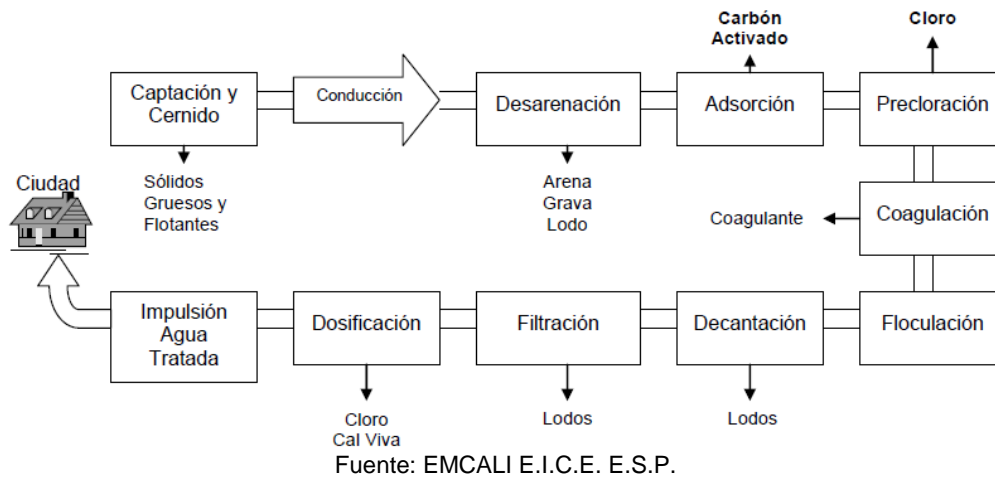 Carbón
Activado
Cloro
Captación y
Cernido
Conducción
Desarenación
Adsorción
Precloración
Ciudad
Sólidos
Gruesos y
Flotantes
Arena
Grava
Lodo
Coagulante
Coagulación
Impulsión
Agua
Tratada
Dosificación
Filtración
Decantación
Floculación
Cloro
Cal Viva
Lodos
Lodos
Fuente: EMCALI E.I.C.E. E.S.P.